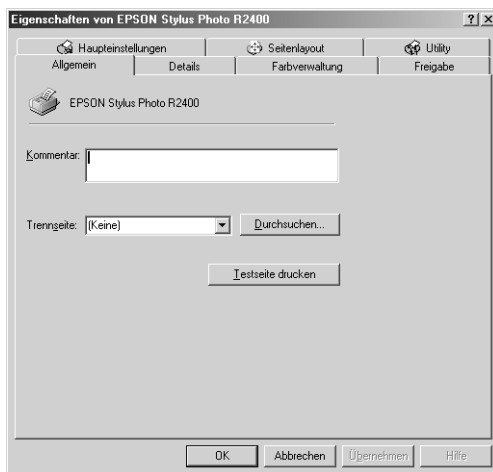 Eigenschaften von EPSON Stylus Photo R2400
Haupteinstellungen Seitenlayout Utility
Allgemein Details Farbverwaltung Freigabe
EPSON Stylus Photo R2400
Kommentar:
Trennseite: (Keine) Durchsuchen...
Testseite drucken
OK Abbrechen Übernehmen Hilfe